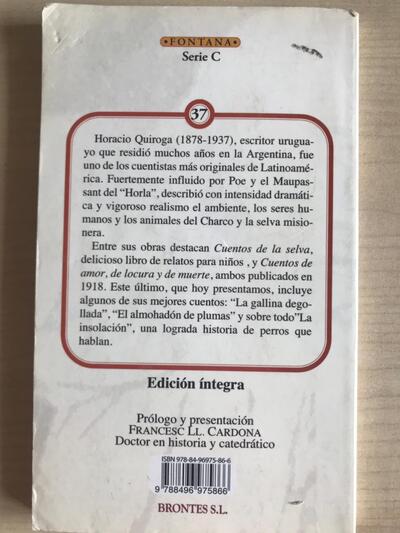 FONTANA
Serie C
37
Horacio Quiroga (1878-1937), escritor urugua-
yo que residió muchos años en la Argentina, fue
uno de los cuentistas más originales de Latinoamé-
rica. Fuertemente influido por Poe y el Maupas-
sant del “Horla”, describió con intensidad dramáti-
ca y vigoroso realismo el ambiente, los seres hu-
manos y los animales del Charco y la selva misio-
nera.
Entre sus obras destacan Cuentos de la selva,
delicioso libro de relatos para niños , y Cuentos de
amor, de locura y de muerte, ambos publicados en
1918. Este último, que hoy presentamos, incluye
algunos de sus mejores cuentos: “La gallina dego-
llada”, “El almohadón de plumas” y sobre todo”La
insolación”, una lograda historia de perros que
hablan.
Edición íntegra
Prólogo y presentación
FRANCESC LL. CARDONA
Doctor en historia y catedrático
ISBN 978-84-96975-86-6
9 788496 975866
BRONTES S.L.